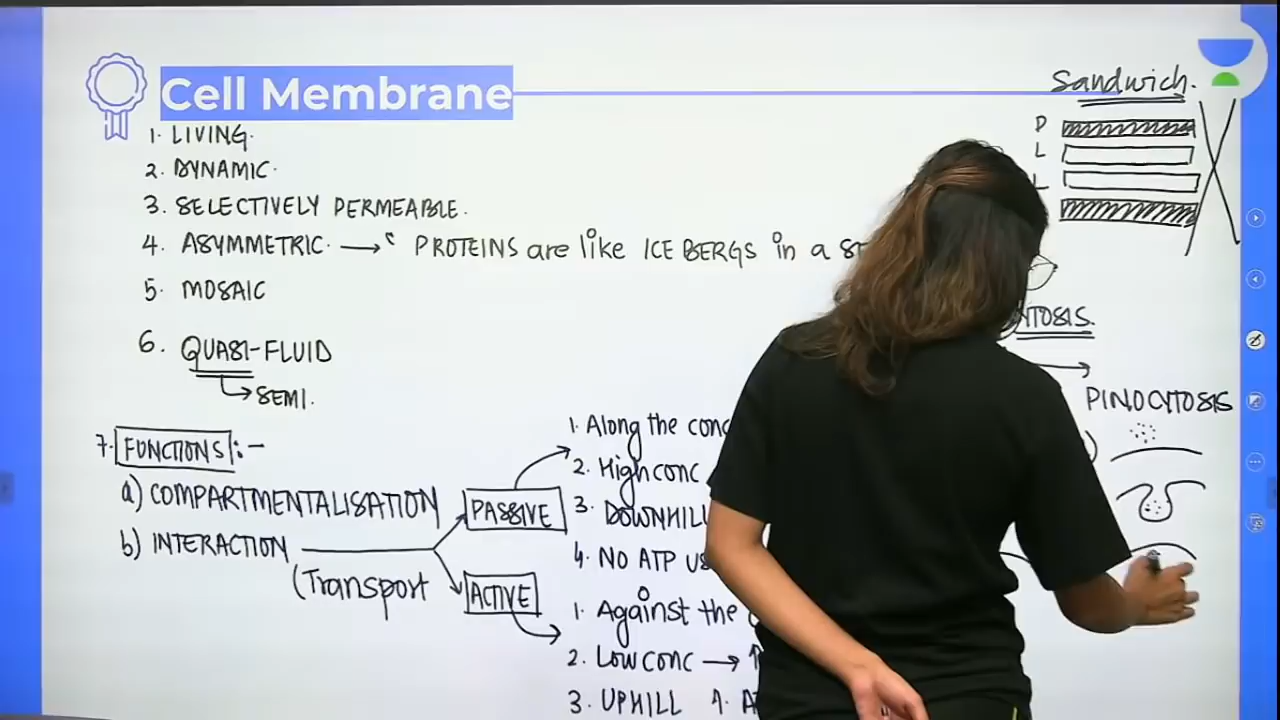 Cell Membrane
Sandwich.
1. LIVING.
2. DYNAMIC.
3. SELECTIVELY PERMEABLE.
4. ASYMMETRIC. → " PROTEINS are like ICE BERGS in a
5. MOSAIC
6. QUASI-FLUID
SEMI.
P
L
PINOCYTOSIS
7. FUNCTIONS:-
a) COMPARTMENTALISATION
b) INTERACTION
(Transport
PASSIVE
1. Along the conc
2. High conc
3. DOWNHILL
4. NO ATP
ACTIVE
1. Against the
2. Low conc → ↑
3. UPHILL ↑.